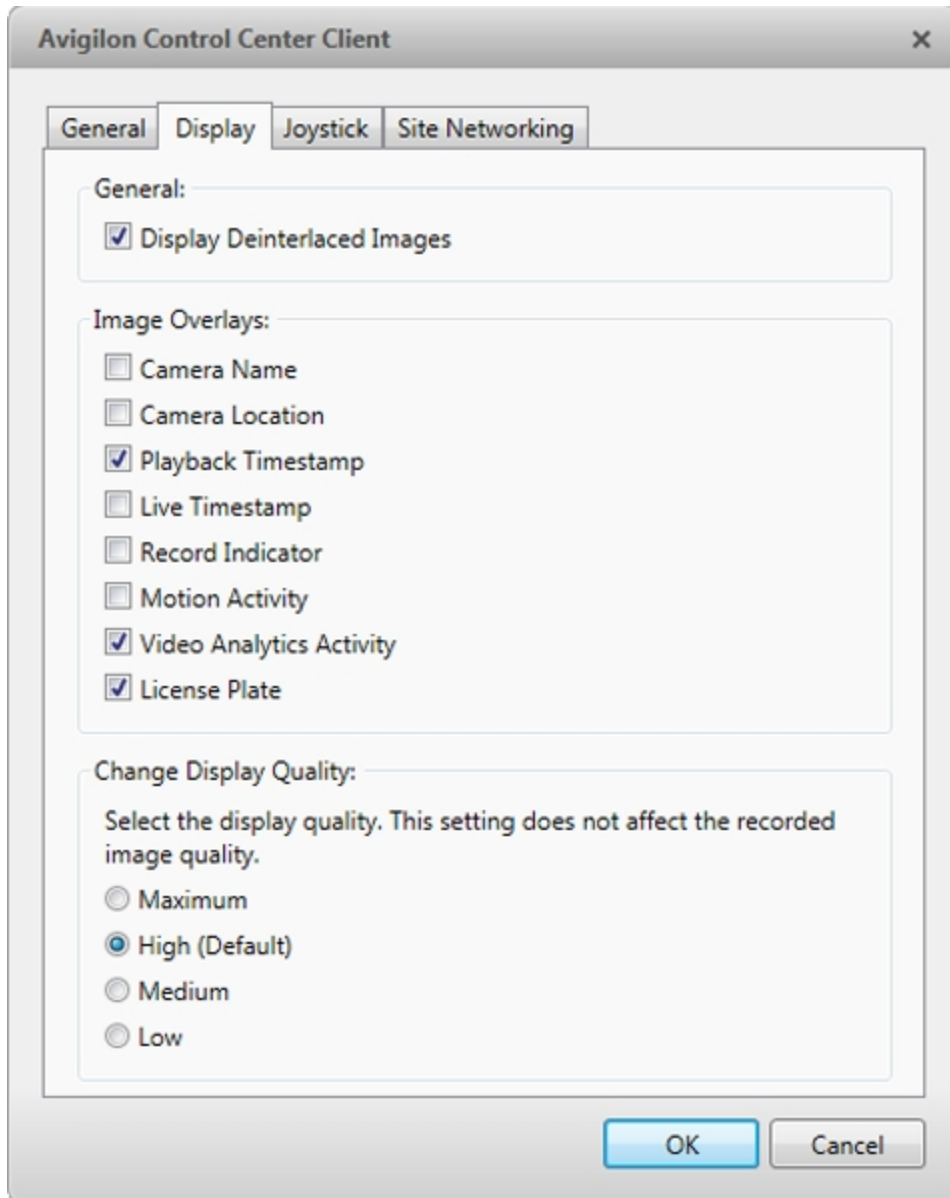 Avigilon Control Center Client
General
Display
Joystick
Site Networking
General:
Display Deinterlaced Images
Image Overlays:
Camera Name
Camera Location
Playback Timestamp
Live Timestamp
Record Indicator
Motion Activity
Video Analytics Activity
License Plate
Change Display Quality:
Select the display quality. This setting does not affect the recorded
image quality.
Maximum
High (Default)
Medium
Low
OK
Cancel